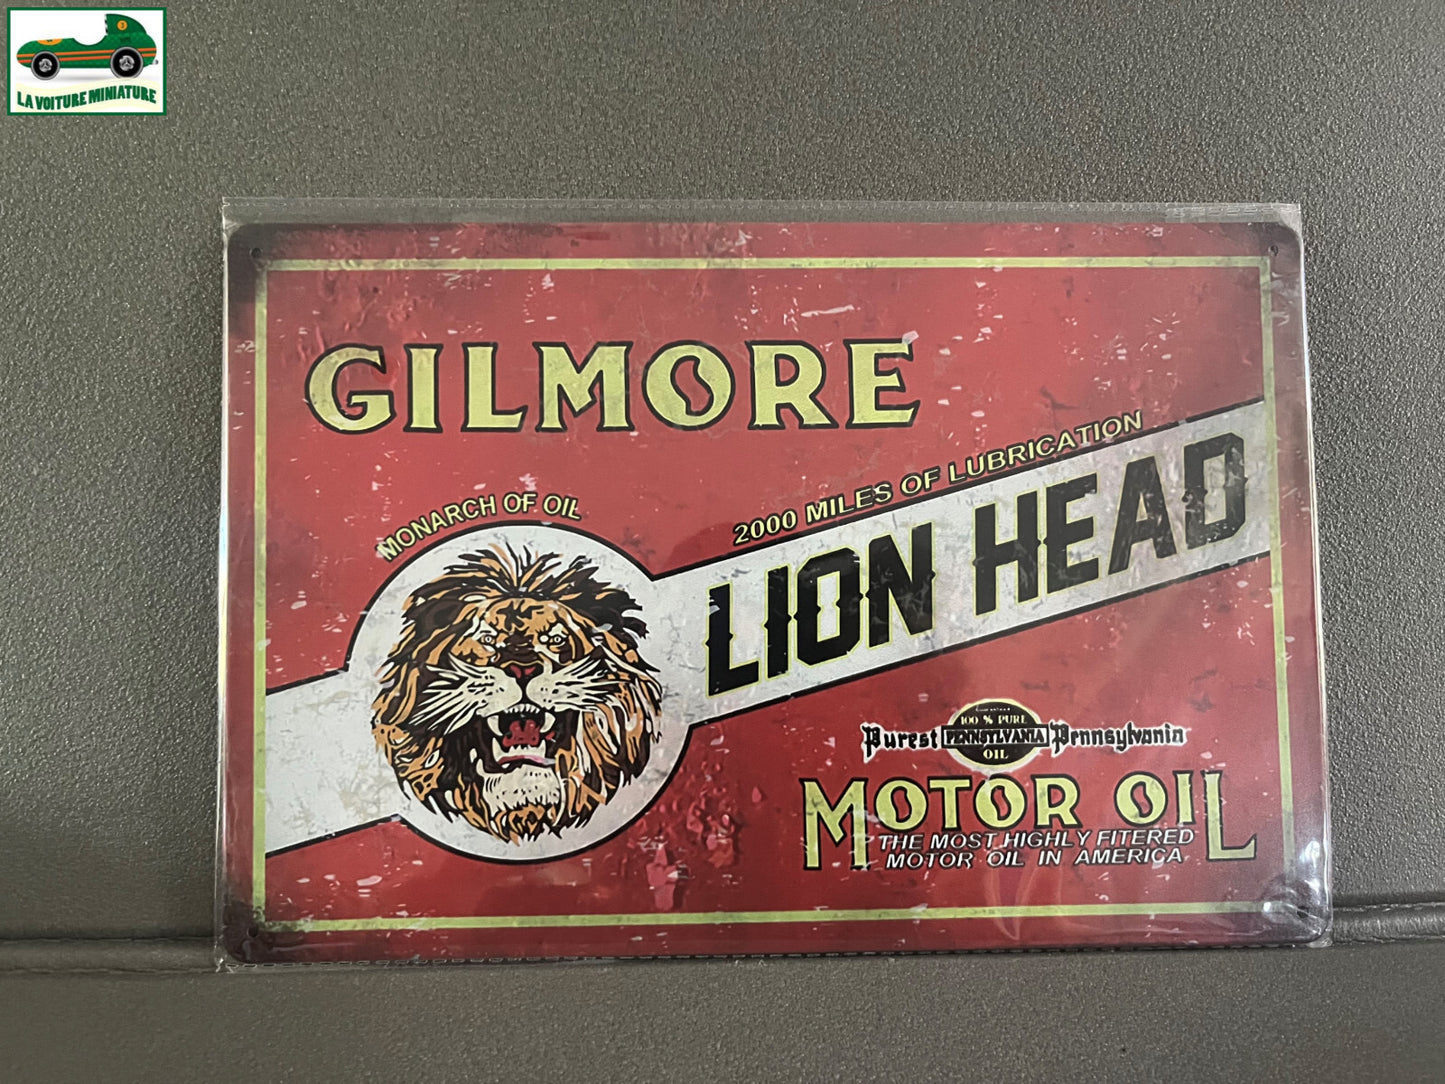 LA VOITURE MINIATURE
GILMORE
MONARCH OF OIL
2000 MILES OF LUBRICATION
LION HEAD
Guaranteed
100 % PURE
Purest PENNSYLVANIA Pennsylvania
OIL
MOTOR OIL
THE MOST HIGHLY FITERED
MOTOR OIL IN AMERICA